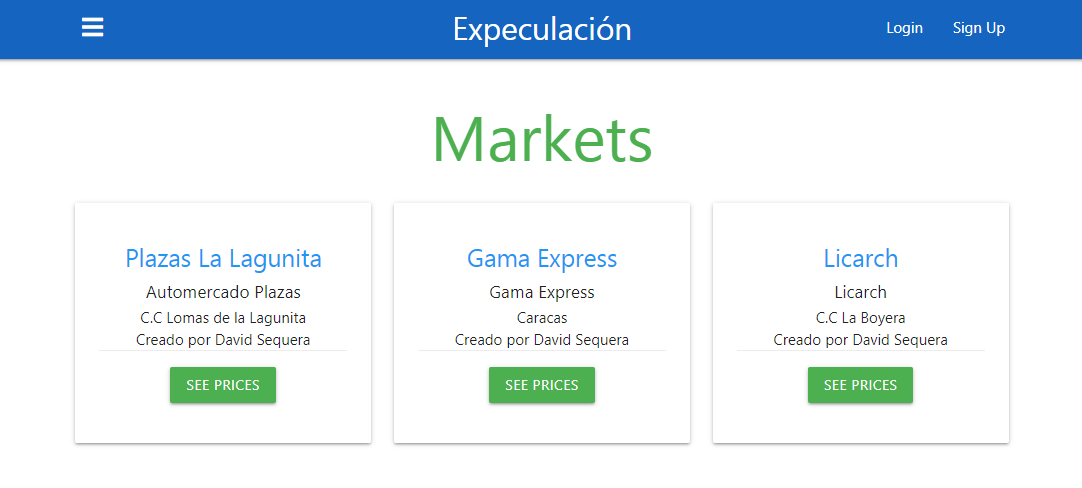 Expeculación
Login
Sign Up
Markets
Plazas La Lagunita
Automercado Plazas
C.C Lomas de la Lagunita
Creado por David Sequera
SEE PRICES
Gama Express
Gama Express
Caracas
Creado por David Sequera
SEE PRICES
Licarch
Licarch
C.C La Boyera
Creado por David Sequera
SEE PRICES